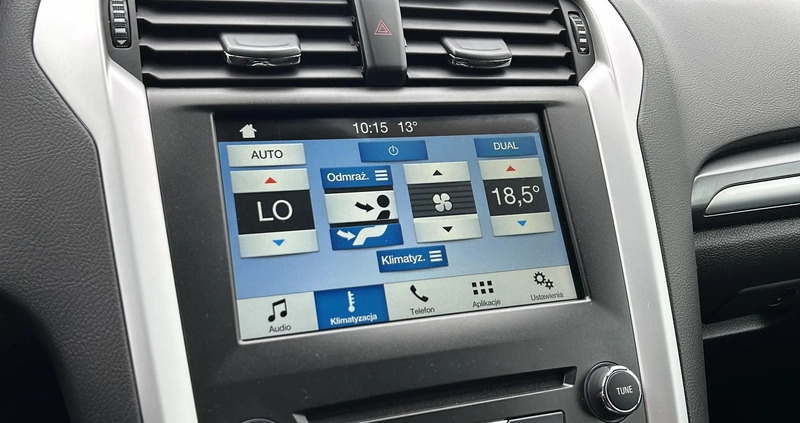 10:15 13°
AUTO DUAL
Odmraż.
LO 18,5°
Klimatyz.
Audio Klimatyzacja Telefon Aplikacje Ustawienia
TUNE